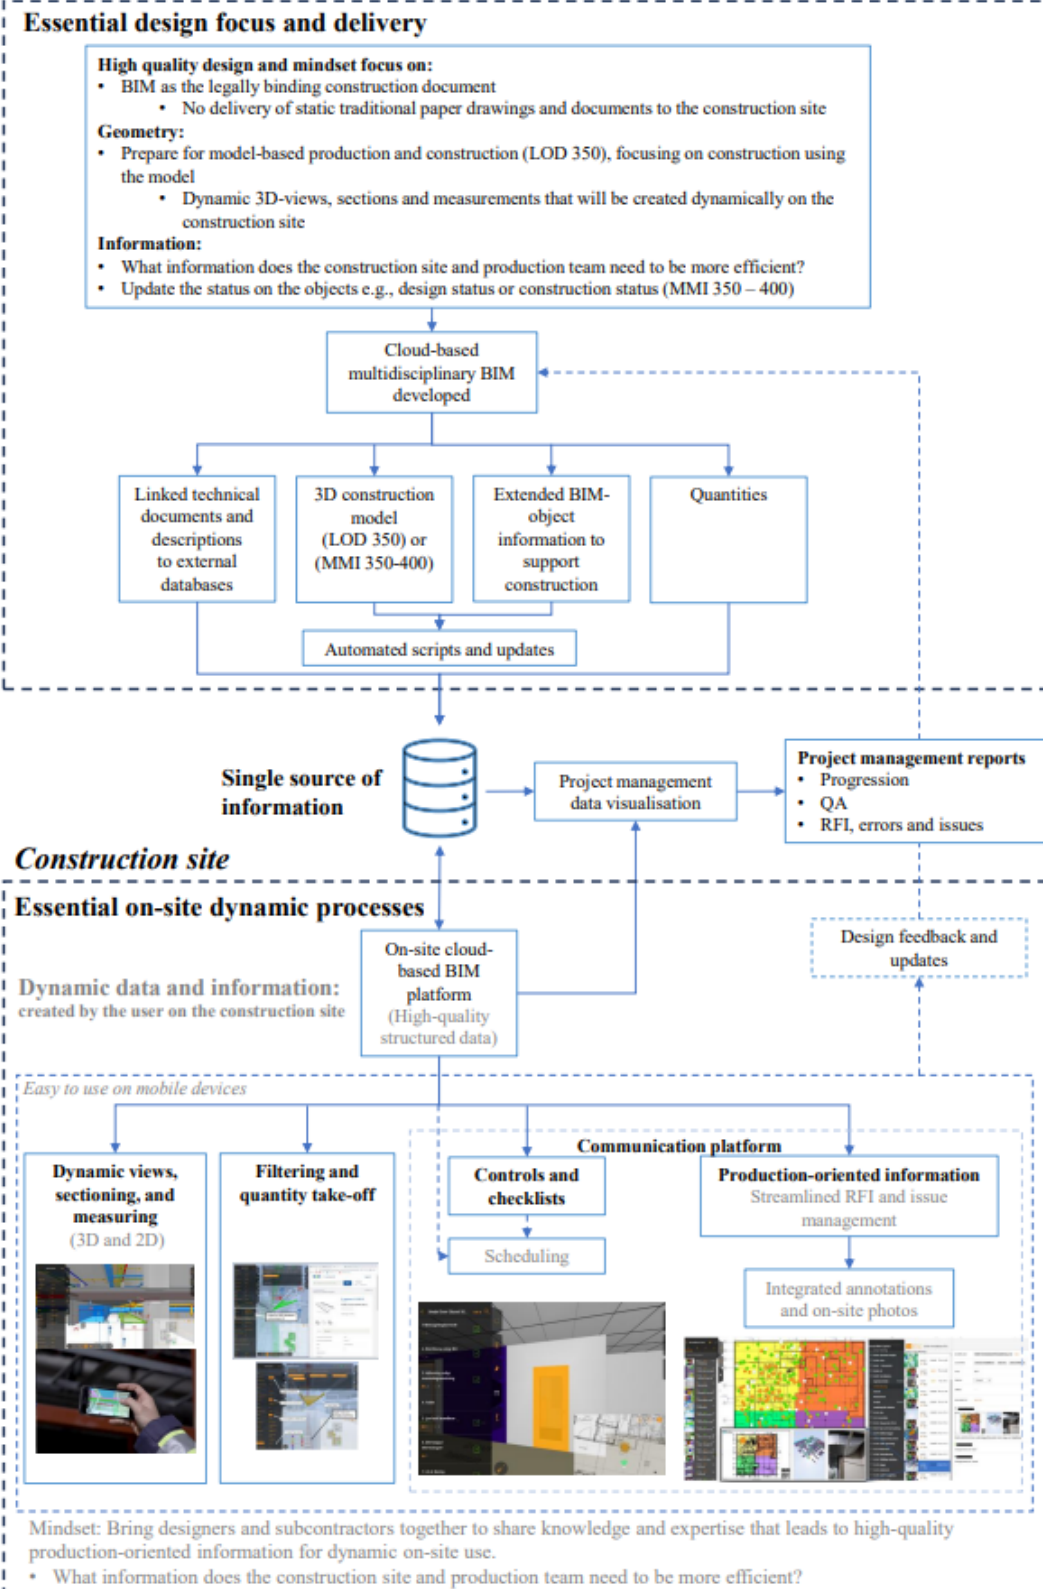 Essential design focus and delivery
High quality design and mindset focus on:
• BIM as the legally binding construction document
• No delivery of static traditional paper drawings and documents to the construction site
Geometry:
• Prepare for model-based production and construction (LOD 350), focusing on construction using
the model
• Dynamic 3D-views, sections and measurements that will be created dynamically on the
construction site
Information:
• What information does the construction site and production team need to be more efficient?
• Update the status on the objects e.g., design status or construction status (MMI 350 – 400)
Cloud-based
multidisciplinary BIM
developed
Linked technical
documents and
descriptions
to external
databases
3D construction
model
(LOD 350) or
(MMI 350-400)
Extended BIM-
object
information to
support
construction
Quantities
Automated scripts and updates
Single source of
information
Project management
data visualisation
Project management reports
• Progression
• QA
• RFI, errors and issues
Construction site
Essential on-site dynamic processes
On-site cloud-
based BIM
platform
(High-quality
structured data)
Design feedback and
updates
Dynamic data and information:
created by the user on the construction site
Easy to use on mobile devices
Communication platform
Dynamic views,
sectioning, and
measuring
(3D and 2D)
Filtering and
quantity take-off
Controls and
checklists
Scheduling
Production-oriented information
Streamlined RFI and issue
management
Integrated annotations
and on-site photos
Mindset: Bring designers and subcontractors together to share knowledge and expertise that leads to high-quality
production-oriented information for dynamic on-site use.
• What information does the construction site and production team need to be more efficient?